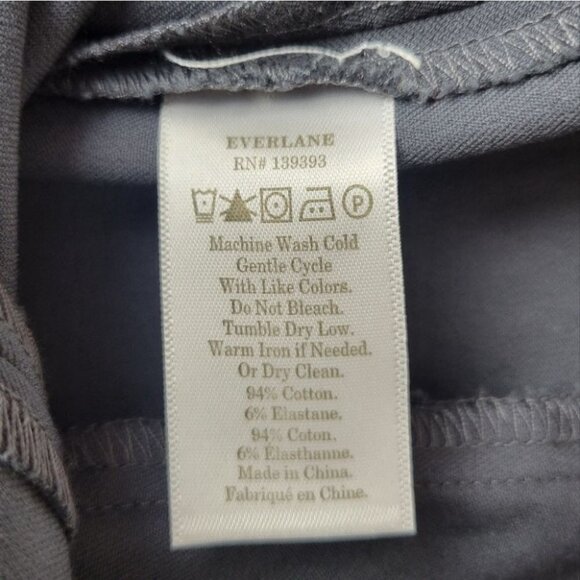 EVERLANE
RN# 139393
P
Machine Wash Cold
Gentle Cycle
With Like Colors.
Do Not Bleach.
Tumble Dry Low.
Warm Iron if Needed.
Or Dry Clean.
94% Cotton.
6% Elastane.
94% Coton.
6% Elasthanne.
Made in China.
Fabriqué en Chine.